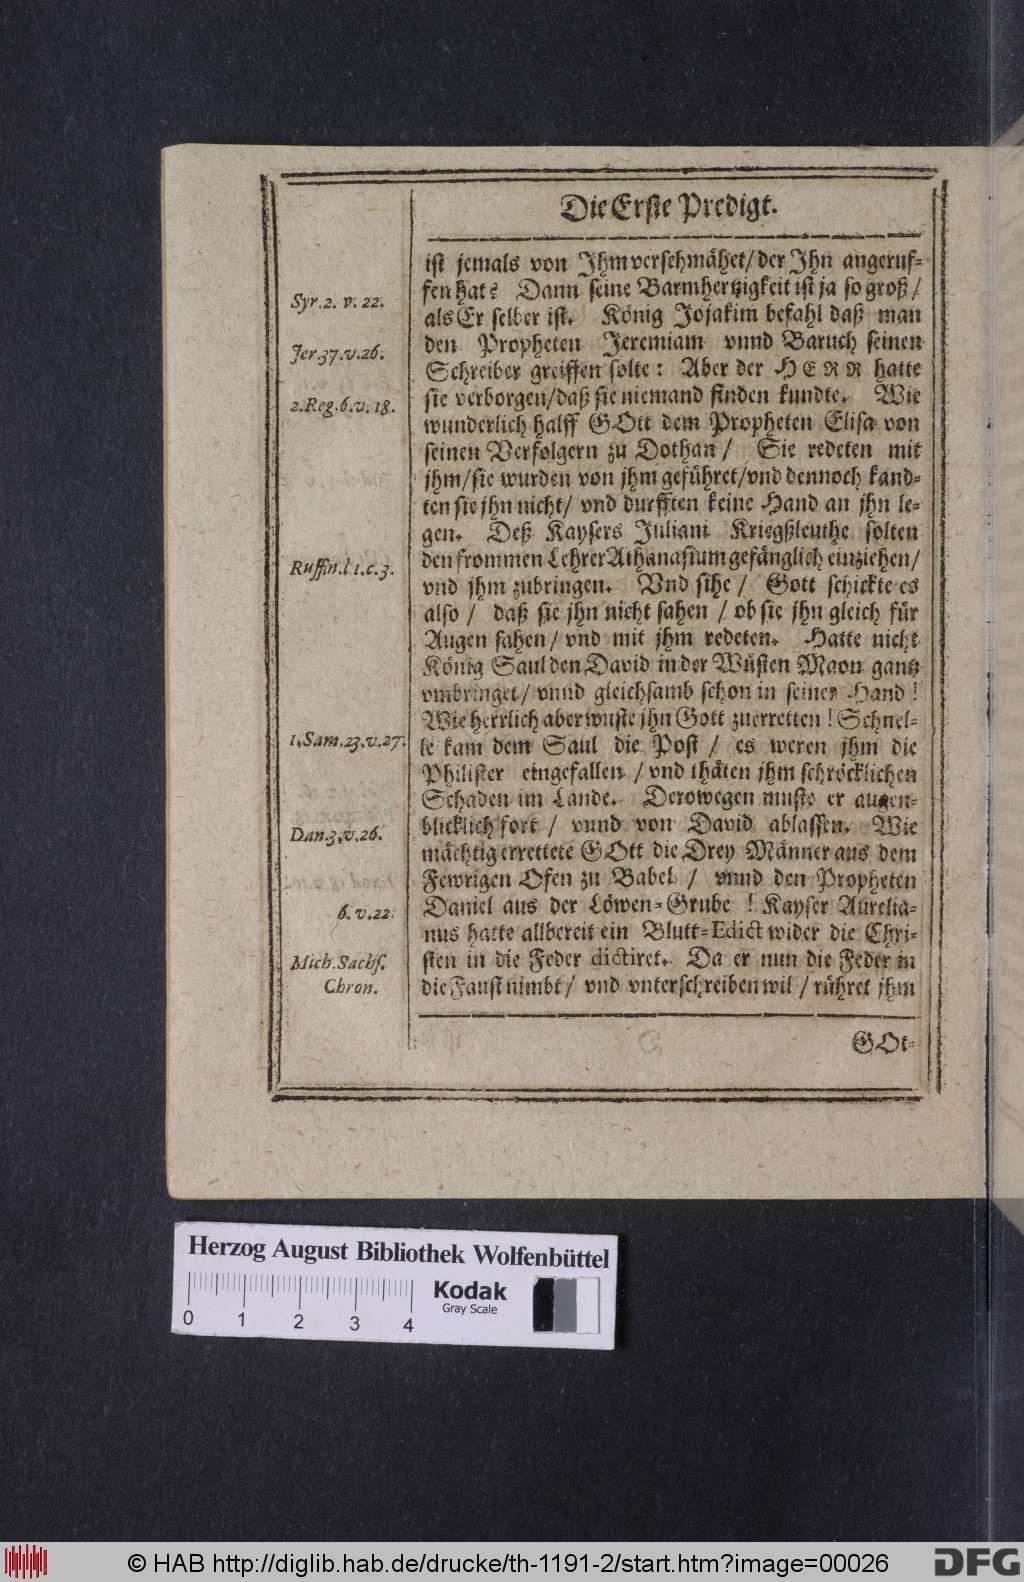 Die Erste Predigt.
ist jemals von Jhm verschmähet/ der Jhn angeruf-
fen hat? Dann seine Barmhertzigkeit ist ja so groß/
als Er selber ist. König Jojakim befahl daß man
den Propheten Jeremiam vnnd Baruch seinen
Schreiber greiffen solte: Aber der HERR hatte
sie verborgen/ daß sie niemand finden kundte. Wie
wunderlich halff GOtt dem Propheten Elisa von
seinen Verfolgern zu Dothan/ Sie redeten mit
jhm/ sie wurden von jhm geführet/ vnd dennoch kand-
ten sie jhn nicht/ vnd durfften keine Hand an jhn le-
gen. Deß Kaysers Juliani Kriegßleuthe solten
den frommen Lehrer Athanasium gefänglich einziehen/
vnd jhm zubringen. Vnd sihe/ Gott schickte es
also/ daß sie jhn nicht sahen/ ob sie jhn gleich für
Augen sahen/ vnd mit jhm redeten. Hatte nicht
König Saul den David in der Wüsten Maon gantz
vmbringet/ vnnd gleichsamb schon in seiner Hand!
Wie herrlich aber wuste jhn Gott zuerretten! Schnel-
le kam dem Saul die Post/ es weren jhm die
Philister eingefallen/ vnd thäten jhm schröcklichen
Schaden im Lande. Derowegen muste er augen-
blicklich fort/ vnnd von David ablassen. Wie
mächtig errettete GOtt die Drey Männer aus dem
Fewrigen Ofen zu Babel/ vnnd den Propheten
Daniel aus der Löwen-Grube! Kayser Aurelia-
nus hatte allbereit ein Blutt-Edict wider die Chri-
sten in die Feder dictiret. Da er nun die Feder in
die Faust nimbt/ vnd vnterschreiben wil/ rühret jhm
GOt-
Syr. 2. v. 22.
Jer. 37. v. 26.
2. Reg. 6. v. 18.
Ruffin. l. 1. c. 3.
1. Sam. 23. v. 27.
Dan. 3. v. 26.
6. v. 22.
Mich. Sachs.
Chron.
Herzog August Bibliothek Wolfenbüttel
0 1 2 3 4
Kodak
Gray Scale
© HAB http://diglib.hab.de/drucke/th-1191-2/start.htm?image=00026
DFG